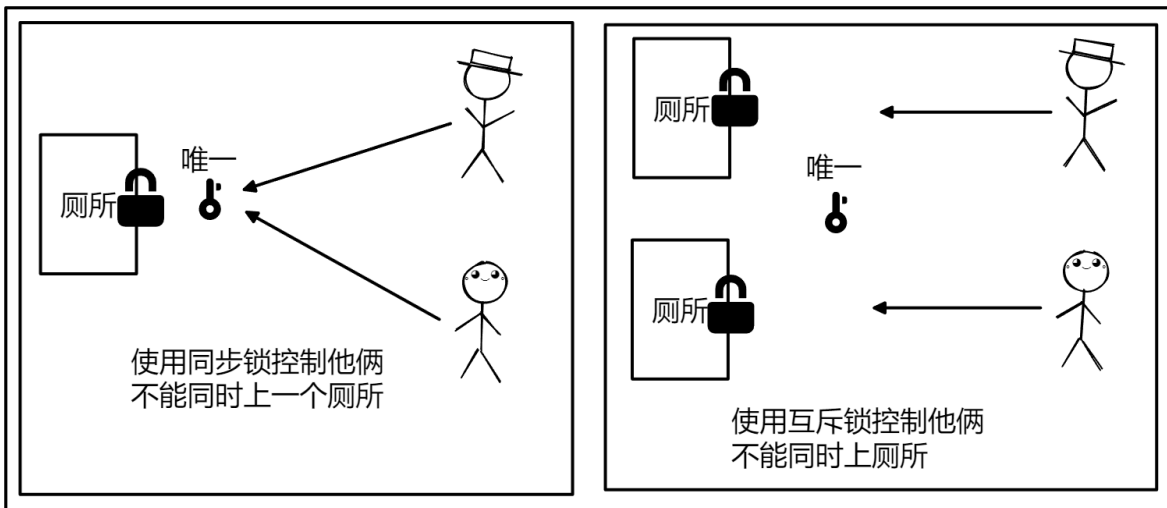 唯一
厕所
使用同步锁控制他俩
不能同时上一个厕所
厕所
唯一
厕所
使用互斥锁控制他俩
不能同时上厕所